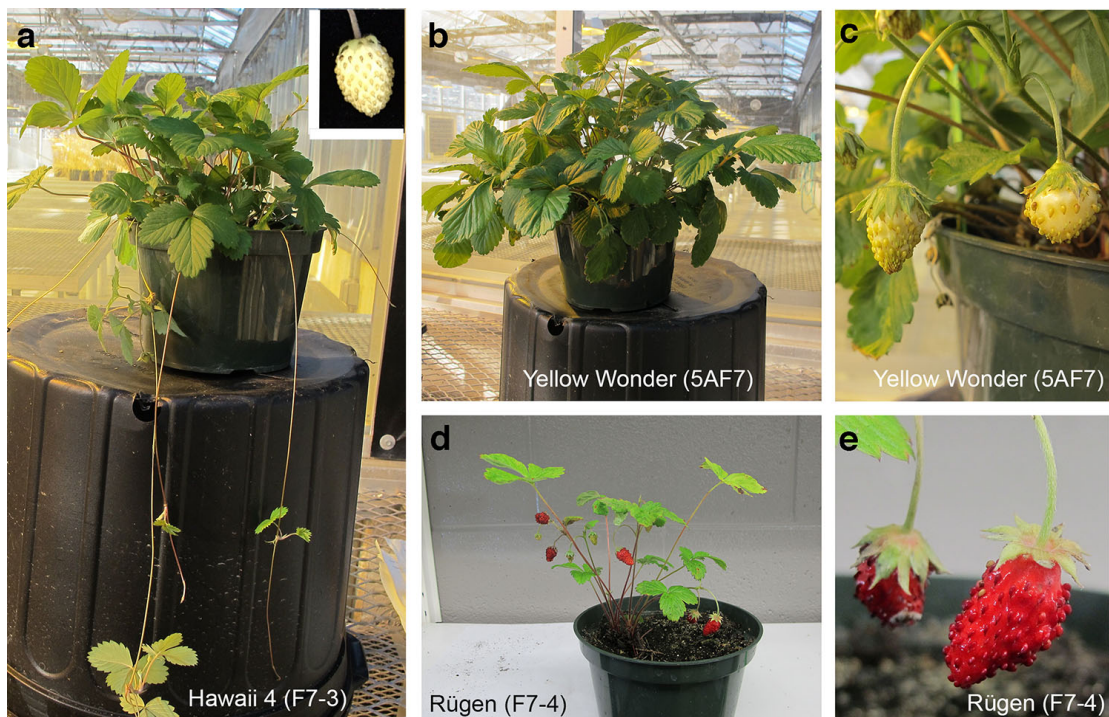 a
Hawaii 4 (F7-3)
b
Yellow Wonder (5AF7)
c
Yellow Wonder (5AF7)
d
Rügen (F7-4)
e
Rügen (F7-4)